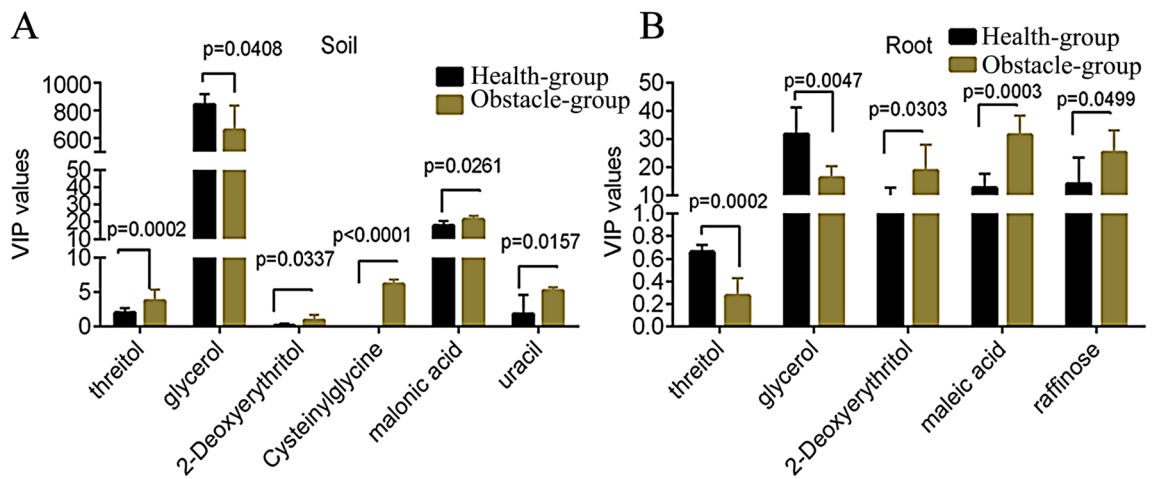 A
Soil
Health-group
Obstacle-group
p=0.0408
p=0.0002
p=0.0337
p<0.0001
p=0.0261
p=0.0157
VIP values
1000
800
600
50
40
30
20
10
10
5
0
threitol
glycerol
2-Deoxyerythritol
Cysteinylglycine
malonic acid
uracil
B
Root
Health-group
Obstacle-group
p=0.0002
p=0.0047
p=0.0303
p=0.0003
p=0.0499
VIP values
50
40
30
20
10
1.0
0.8
0.6
0.4
0.2
0.0
threitol
glycerol
2-Deoxyerythritol
maleic acid
raffinose